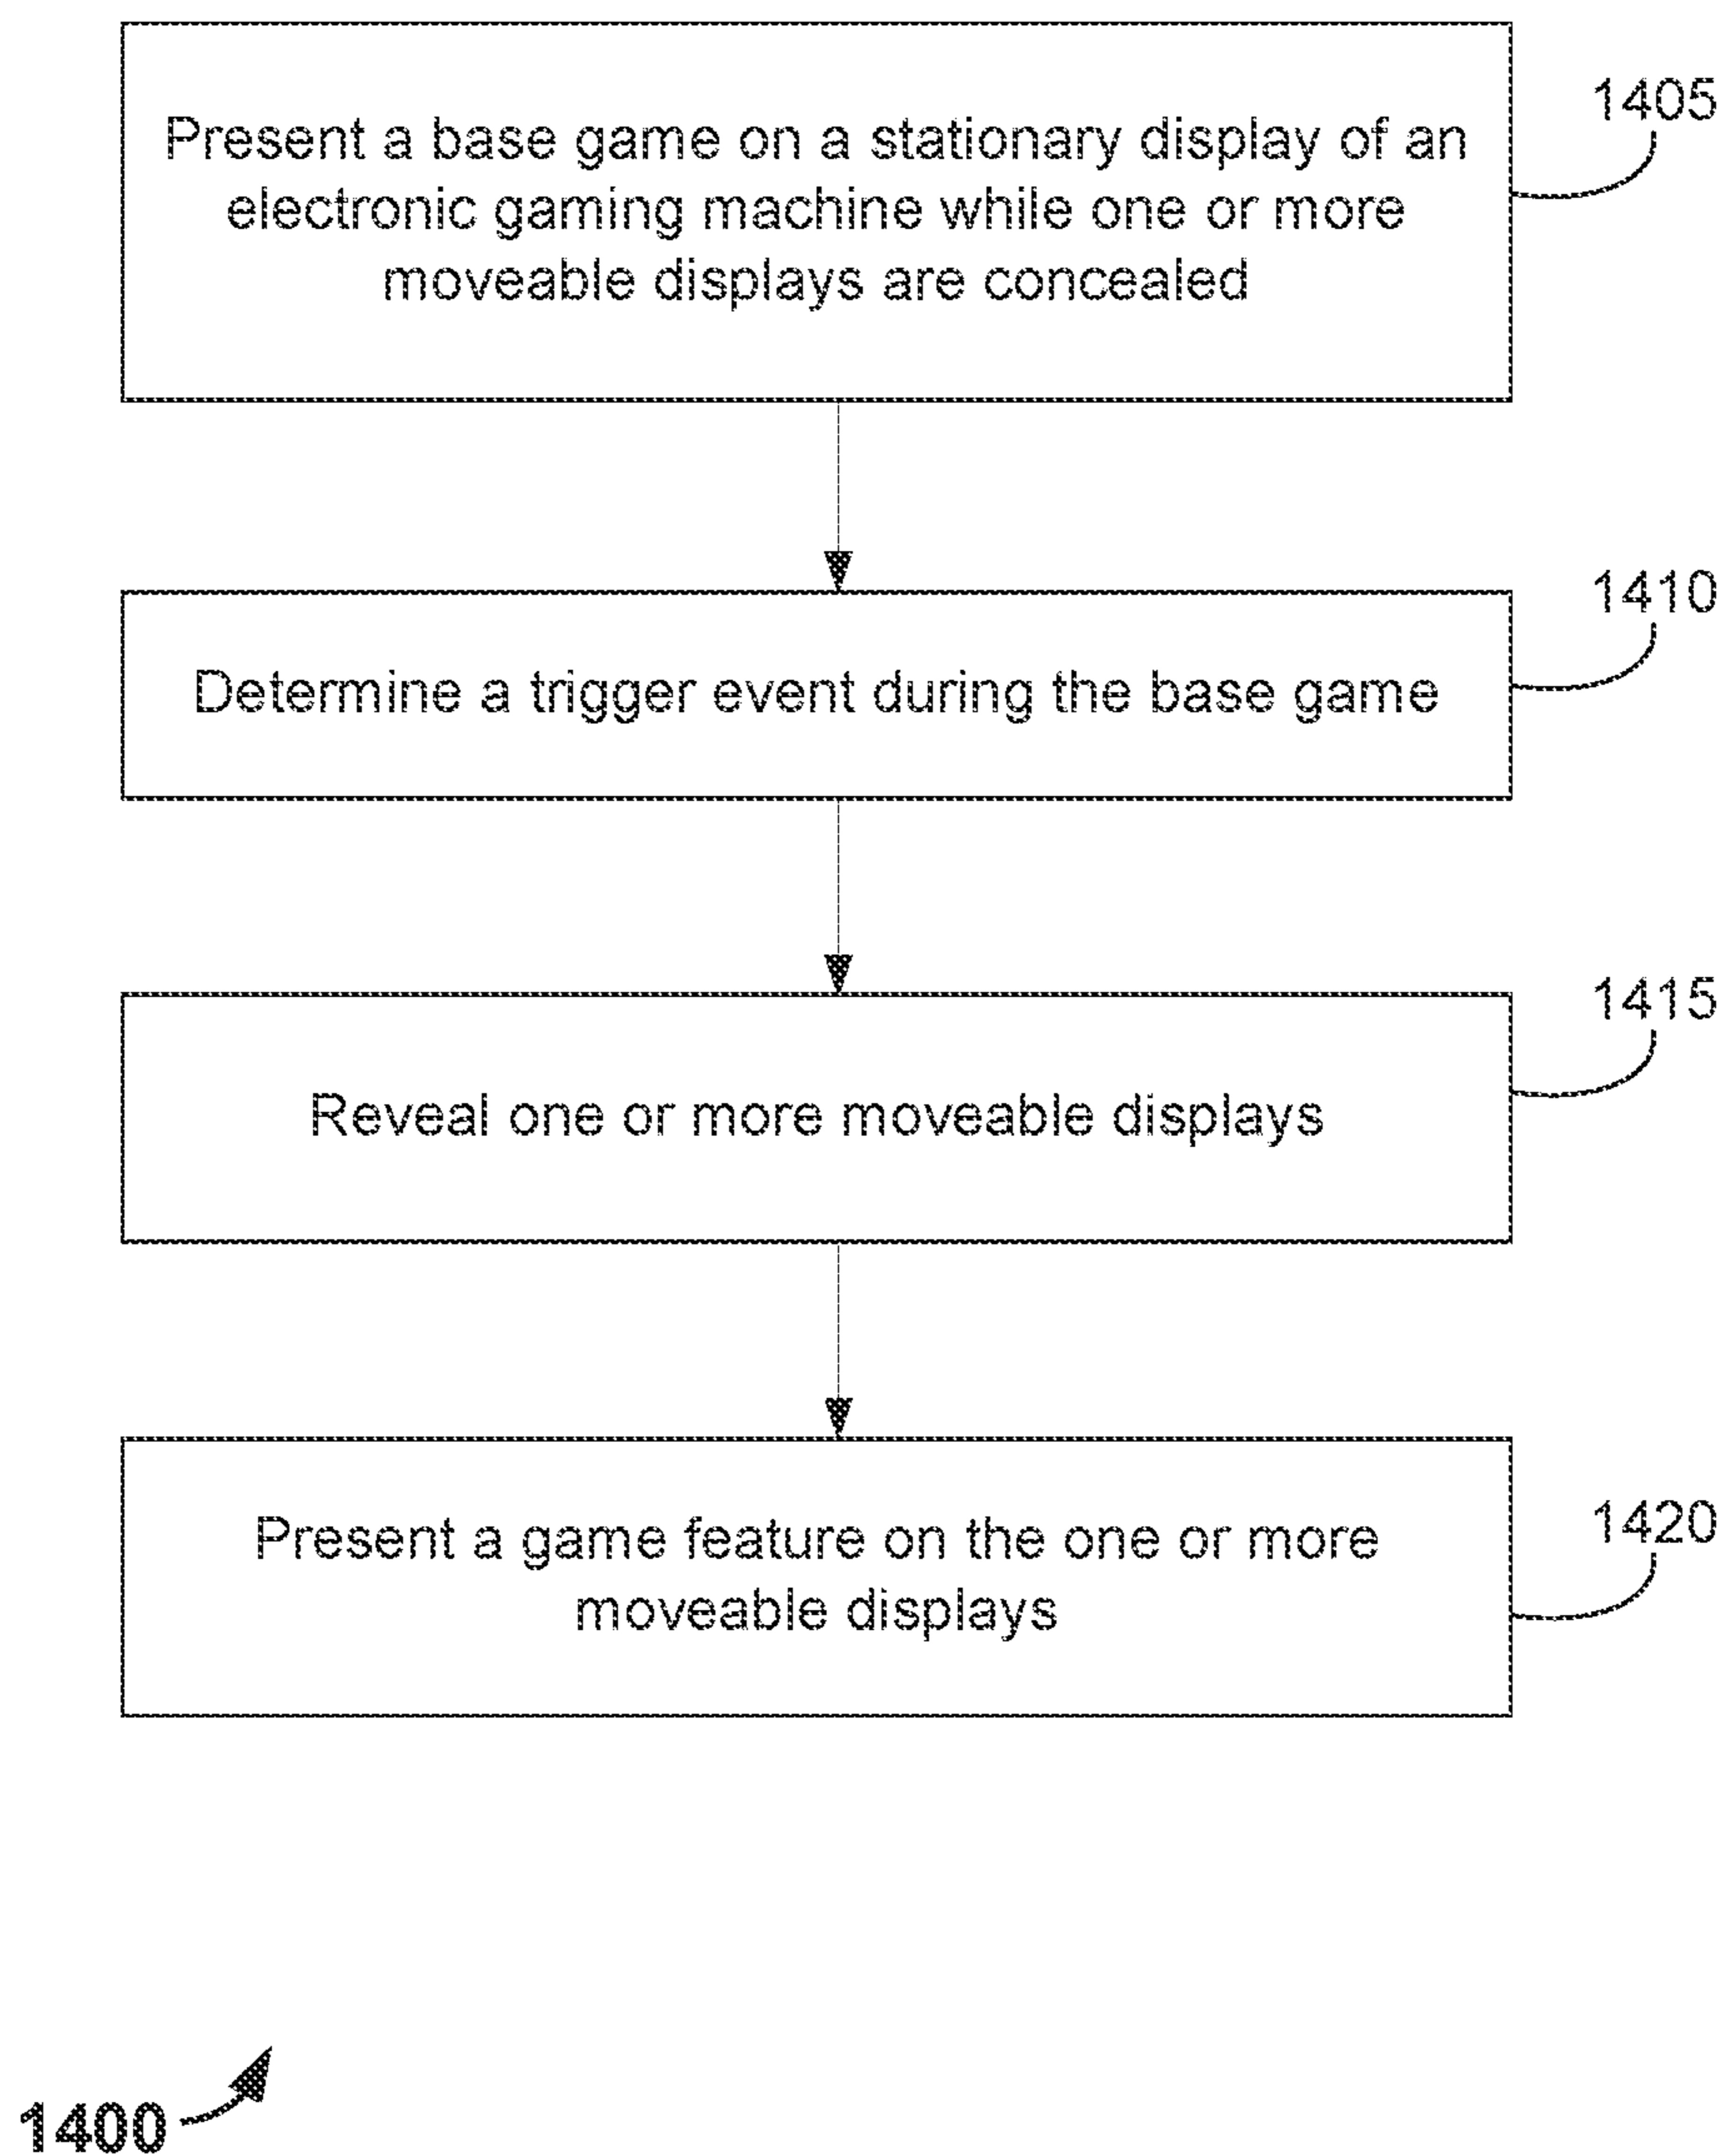 Present a base game on a stationary display of an
electronic gaming machine while one or more
moveable displays are concealed
1405
Determine a trigger event during the base game
1410
Reveal one or more moveable displays
1415
Present a game feature on the one or more
moveable displays
1420
1400